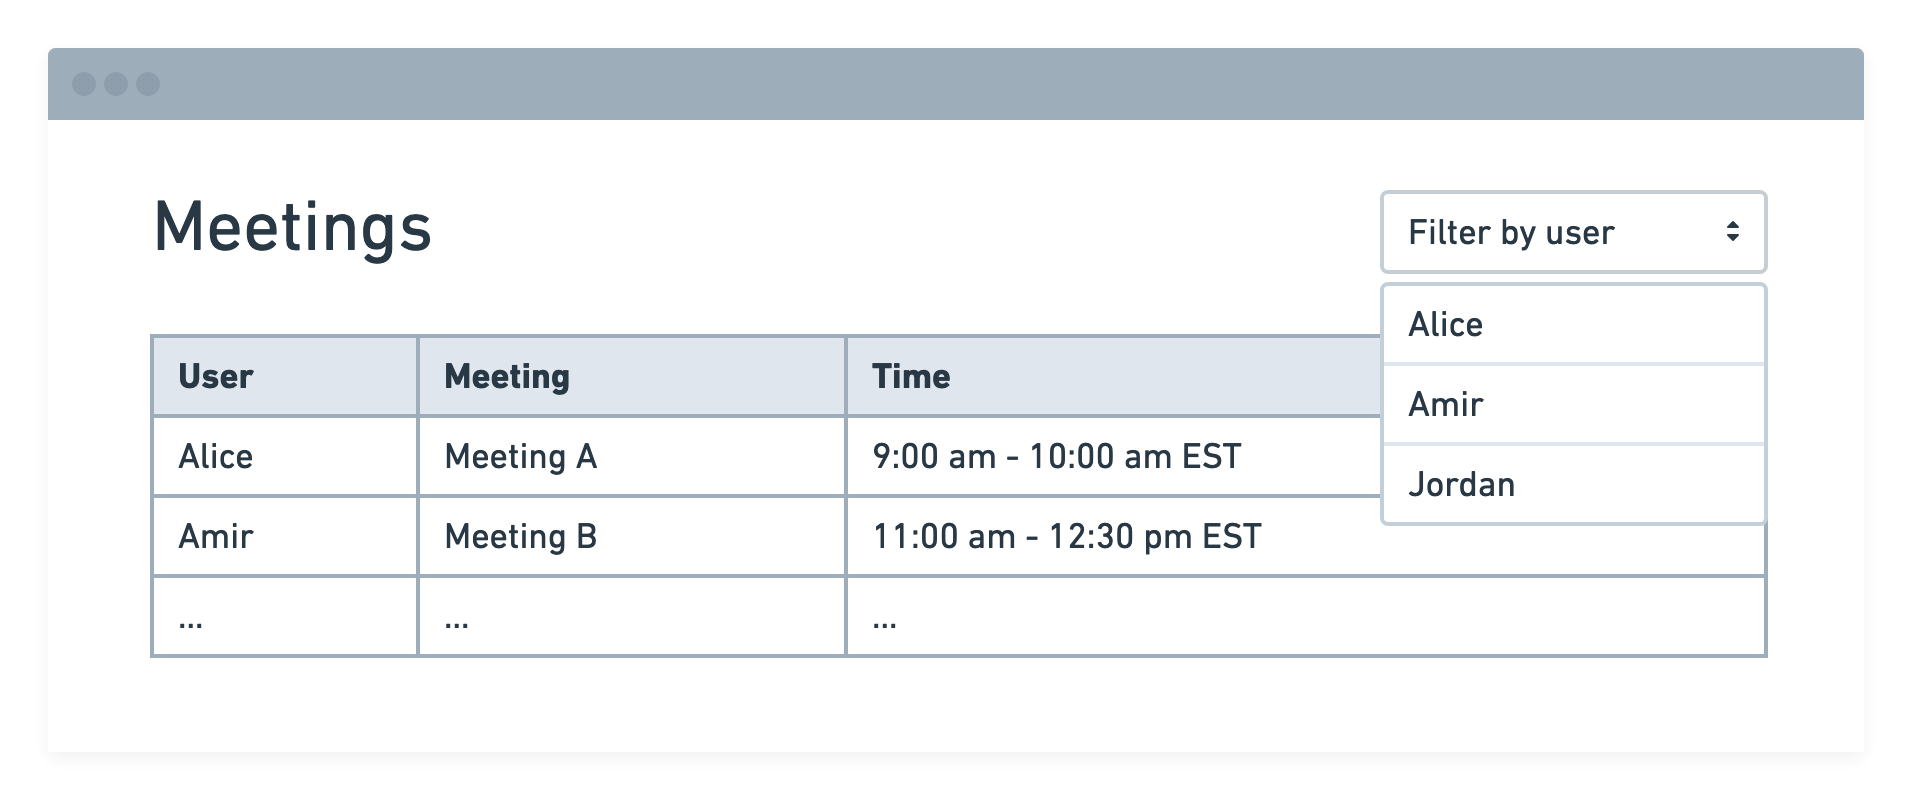 Meetings
Filter by user
Alice
Amir
Jordan
User Meeting Time
Alice Meeting A 9:00 am - 10:00 am EST
Amir Meeting B 11:00 am - 12:30 pm EST
... ... ...